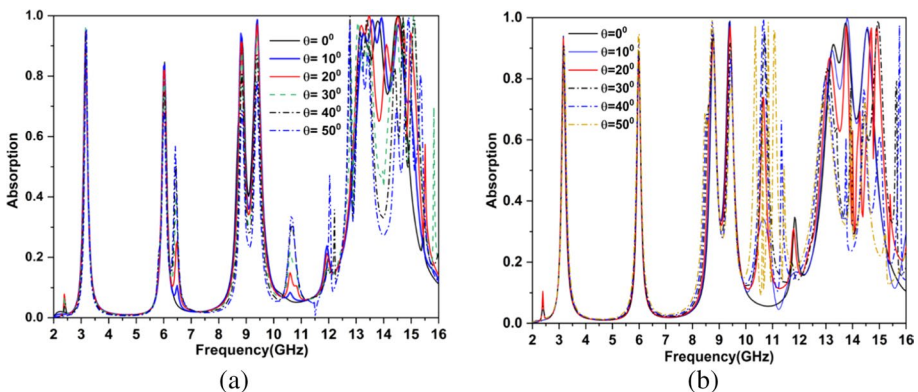 (a)
Absorption
1.0
0.8
0.6
0.4
0.2
0.0
θ= 0⁰
θ= 10⁰
θ= 20⁰
θ= 30⁰
θ= 40⁰
θ= 50⁰
2 3 4 5 6 7 8 9 10 11 12 13 14 15 16
Frequency(GHz)
(a)
(b)
Absorption
1.0
0.8
0.6
0.4
0.2
0.0
θ=0⁰
θ=10⁰
θ=20⁰
θ=30⁰
θ=40⁰
θ=50⁰
2 3 4 5 6 7 8 9 10 11 12 13 14 15 16
Frequency(GHz)
(b)